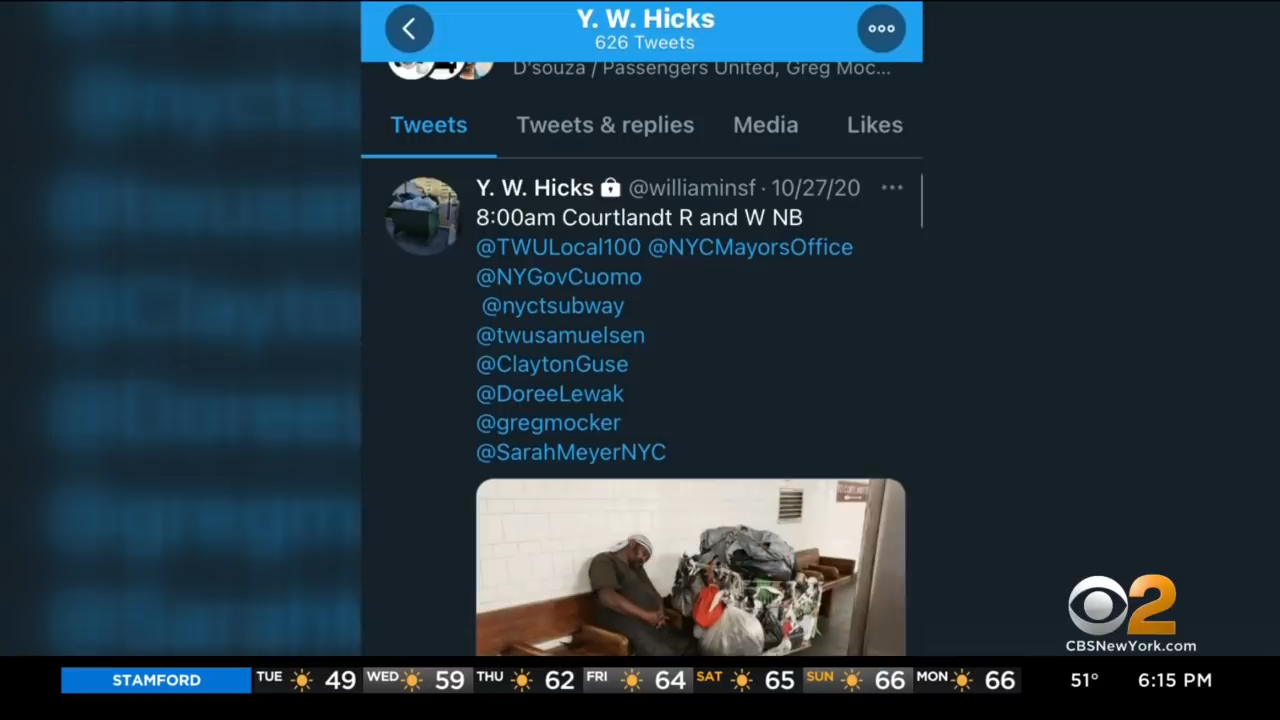 Y. W. Hicks
626 Tweets
D'souza / Passengers United, Greg Moc...
Tweets Tweets & replies Media Likes
Y. W. Hicks @williaminsf · 10/27/20 ...
8:00am Courtlandt R and W NB
@TWULocal100 @NYCMayorsOffice
@NYGovCuomo
@nyctsubway
@twusamuelsen
@ClaytonGuse
@DoreeLewak
@gregmocker
@SarahMeyerNYC
2
CBSNewYork.com
STAMFORD TUE 49 WED 59 THU 62 FRI 64 SAT 65 SUN 66 MON 66 51° 6:15 PM